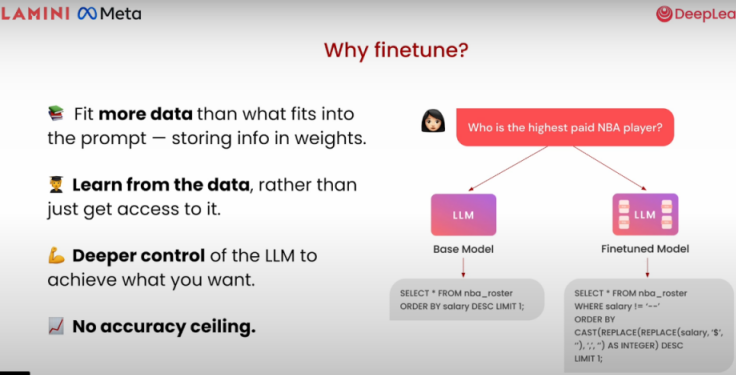 LAMINI Meta
DeepLea
Why finetune?
Fit more data than what fits into
the prompt — storing info in weights.
Learn from the data, rather than
just get access to it.
Deeper control of the LLM to
achieve what you want.
No accuracy ceiling.
Who is the highest paid NBA player?
LLM
Base Model
SELECT * FROM nba_roster
ORDER BY salary DESC LIMIT 1;
LLM
Finetuned Model
SELECT * FROM nba_roster
WHERE salary != '--'
ORDER BY
CAST(REPLACE(REPLACE(salary, '$',
''), ',', '') AS INTEGER) DESC
LIMIT 1;